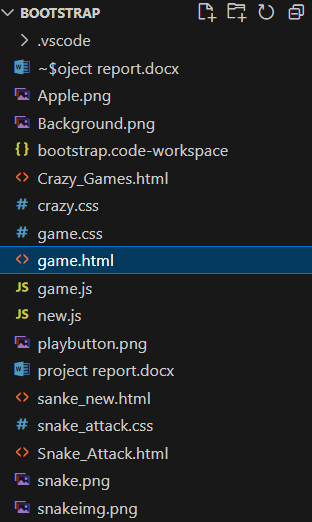 BOOTSTRAP
.vscode
~$oject report.docx
Apple.png
Background.png
{} bootstrap.code-workspace
<> Crazy_Games.html
# crazy.css
# game.css
<> game.html
JS game.js
JS new.js
playbutton.png
project report.docx
<> sanke_new.html
# snake_attack.css
<> Snake_Attack.html
snake.png
snakeimg.png